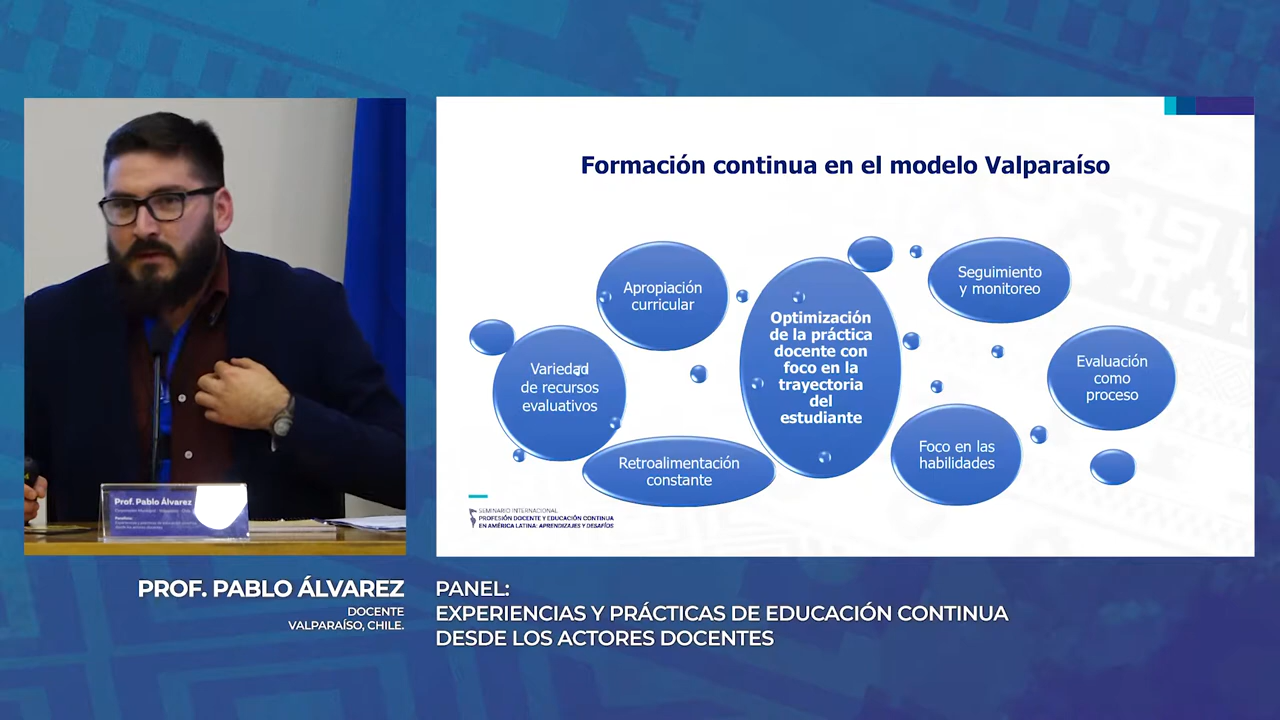 Formación continua en el modelo Valparaíso
Apropiación
curricular
Variedad
de recursos
evaluativos
Retroalimentación
constante
Optimización
de la práctica
docente con
foco en la
trayectoria
del
estudiante
Seguimiento
y monitoreo
Evaluación
como
proceso
Foco en las
habilidades
SEMINARIO INTERNACIONAL
PROFESIÓN DOCENTE Y EDUCACIÓN CONTINUA
EN AMÉRICA LATINA: APRENDIZAJES Y DESAFÍOS
Prof. Pablo Álvarez
PROF. PABLO ÁLVAREZ
DOCENTE
VALPARAÍSO, CHILE.
PANEL:
EXPERIENCIAS Y PRÁCTICAS DE EDUCACIÓN CONTINUA
DESDE LOS ACTORES DOCENTES